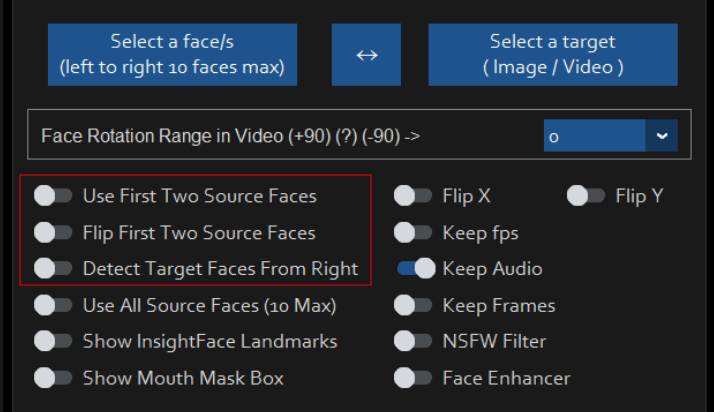 Select a face/s
(left to right 10 faces max)
↔
Select a target
( Image / Video )
Face Rotation Range in Video (+90) (?) (-90) ->
0
Use First Two Source Faces
Flip X
Flip Y
Flip First Two Source Faces
Keep fps
Detect Target Faces From Right
Keep Audio
Use All Source Faces (10 Max)
Keep Frames
Show InsightFace Landmarks
NSFW Filter
Show Mouth Mask Box
Face Enhancer